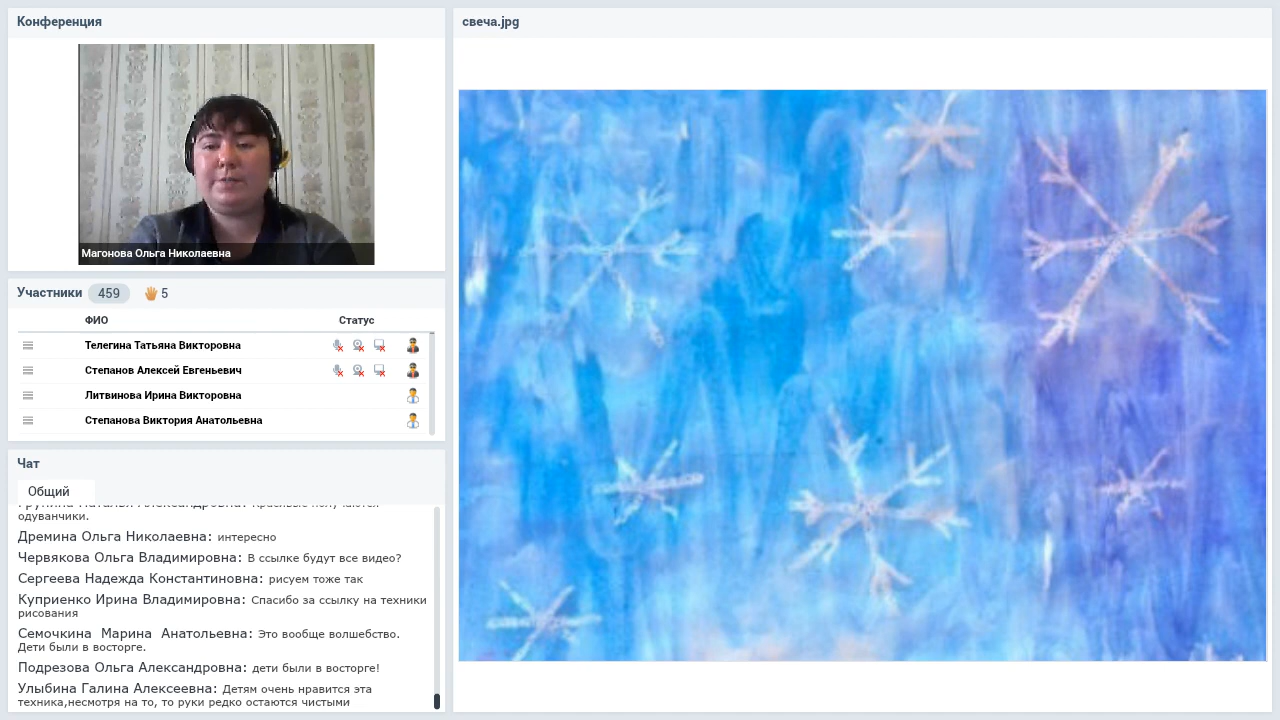 Конференция
Магонова Ольга Николаевна
Участники 459 5
ФИО Статус
Телегина Татьяна Викторовна
Степанов Алексей Евгеньевич
Литвинова Ирина Викторовна
Степанова Виктория Анатольевна
Чат
Общий
одуванчики.
Дремина Ольга Николаевна: интересно
Червякова Ольга Владимировна: В ссылке будут все видео?
Сергеева Надежда Константиновна: рисуем тоже так
Куприенко Ирина Владимировна: Спасибо за ссылку на техники
рисования
Семочкина Марина Анатольевна: Это вообще волшебство.
Дети были в восторге.
Подрезова Ольга Александровна: дети были в восторге!
Улыбина Галина Алексеевна: Детям очень нравится эта
техника,несмотря на то, то руки редко остаются чистыми
свеча.jpg